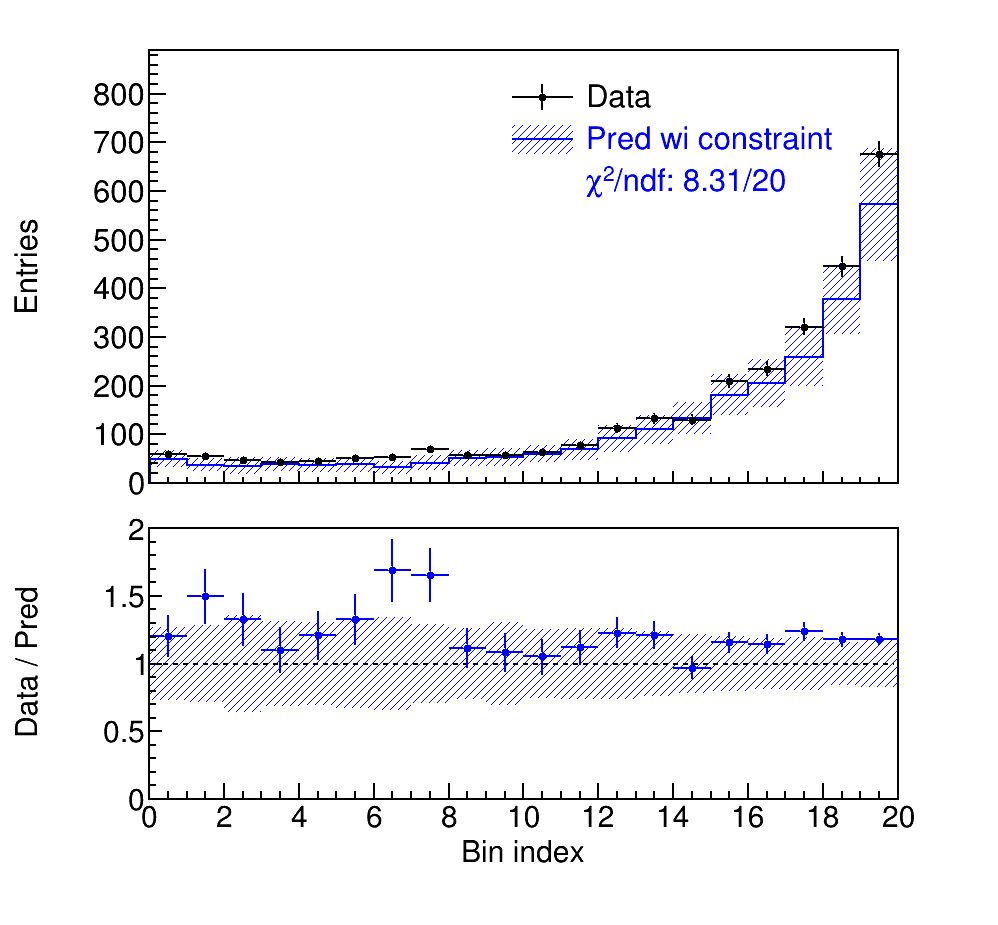 Entries
800
700
600
500
400
300
200
100
0
Data
Pred wi constraint
χ²/ndf: 8.31/20
Data / Pred
2
1.5
1
0.5
0
0 2 4 6 8 10 12 14 16 18 20
Bin index